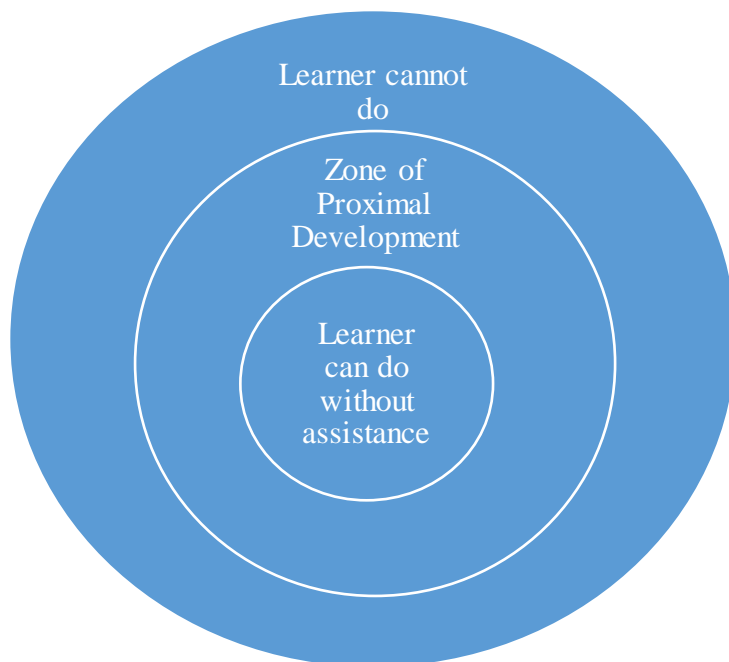 Learner cannot
do
Zone of
Proximal
Development
Learner
can do
without
assistance